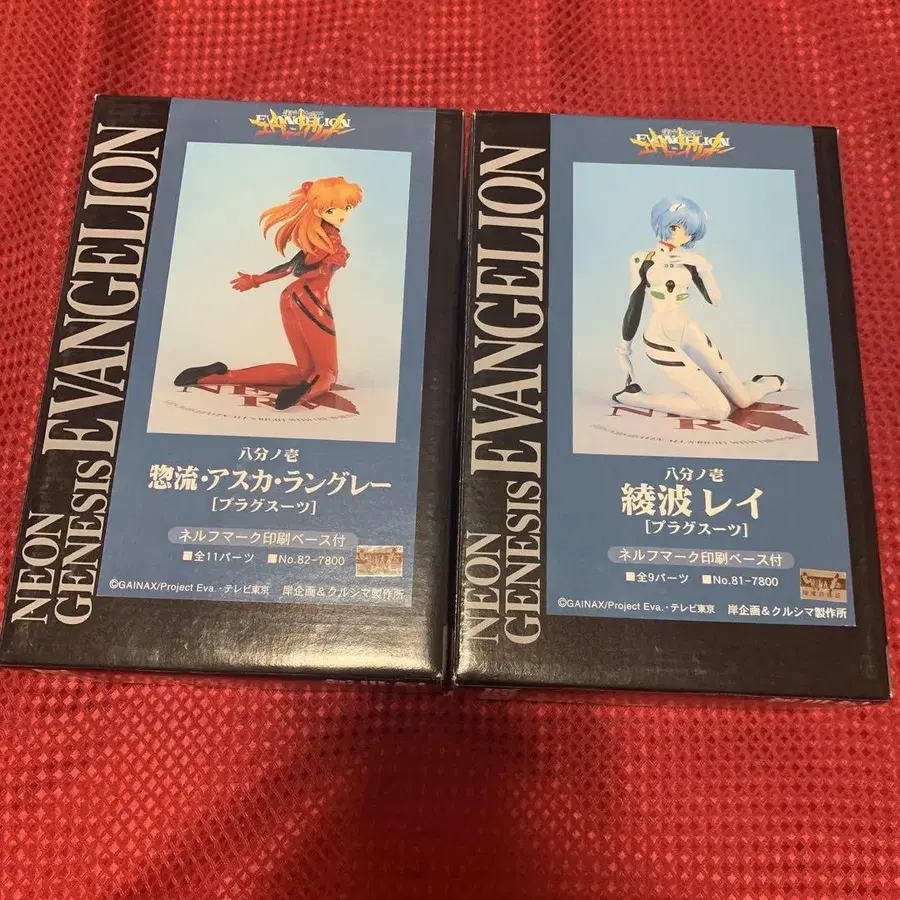 NEON
GENESIS EVANGELION
EVANGELION
八分ノ壱
惣流・アスカ・ラングレー
[プラグスーツ]
ネルフマーク印刷ベース付
■全11パーツ ■No.82-7800
©GAINAX/Project Eva.・テレビ東京 岸企画&クルシマ製作所
NEON
GENESIS EVANGELION
EVANGELION
八分ノ壱
綾波レイ
[プラグスーツ]
ネルフマーク印刷ベース付
■全9パーツ ■No.81-7800
©GAINAX/Project Eva.・テレビ東京 岸企画&クルシマ製作所